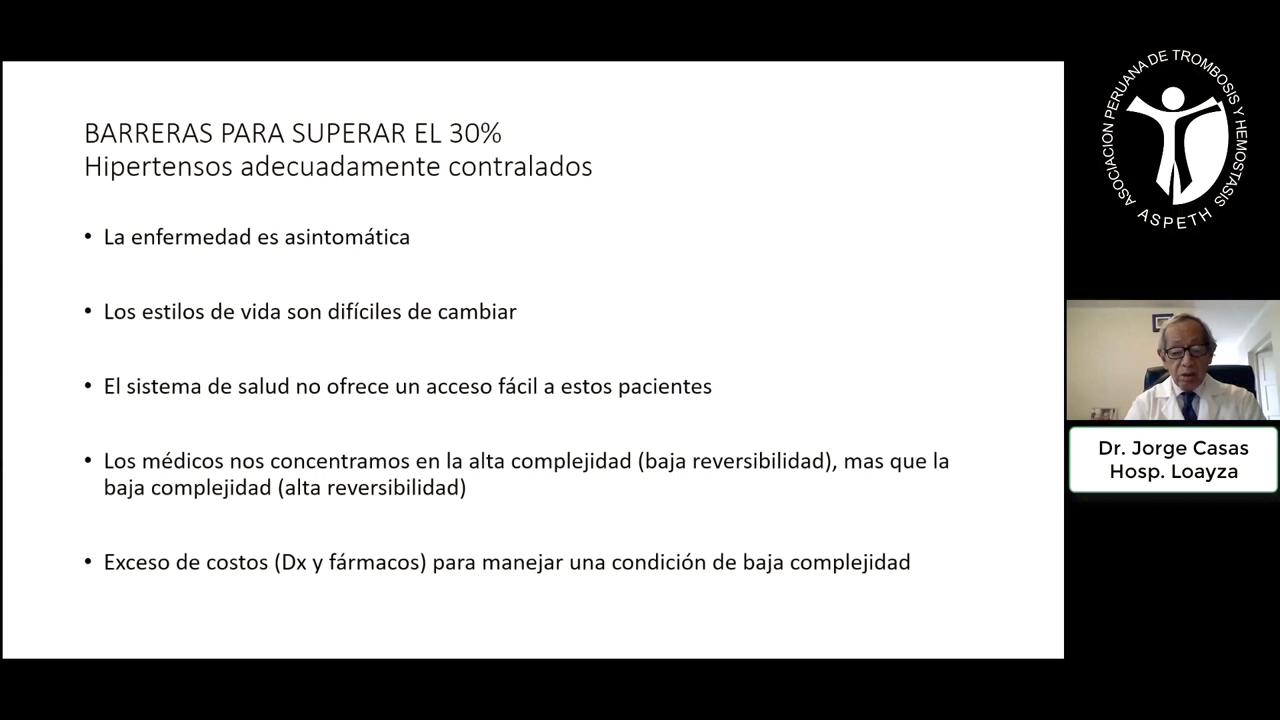 BARRERAS PARA SUPERAR EL 30%
Hipertensos adecuadamente contralados
• La enfermedad es asintomática
• Los estilos de vida son difíciles de cambiar
• El sistema de salud no ofrece un acceso fácil a estos pacientes
• Los médicos nos concentramos en la alta complejidad (baja reversibilidad), mas que la
baja complejidad (alta reversibilidad)
• Exceso de costos (Dx y fármacos) para manejar una condición de baja complejidad
ASOCIACION PERUANA DE TROMBOSIS Y HEMOSTASIS
ASPETH
Dr. Jorge Casas
Hosp. Loayza